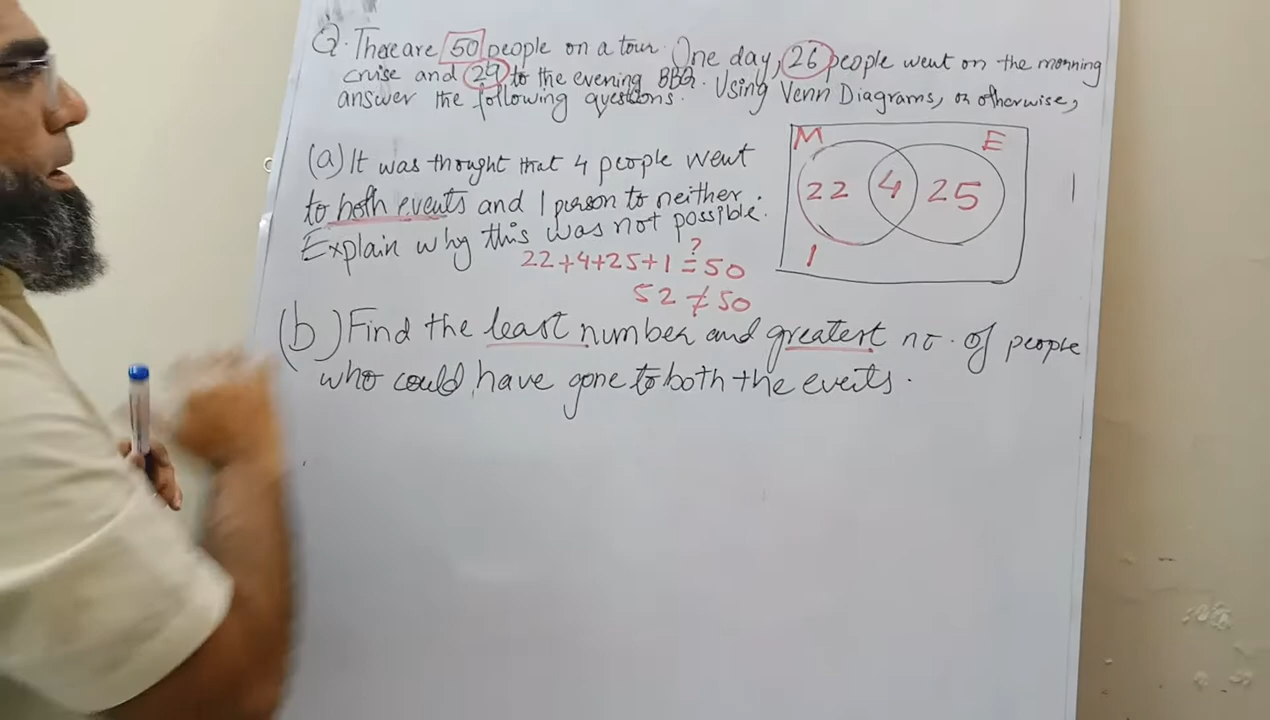 Q. There are 50 people on a tour. One day, 26 people went on the morning
cruise and 29 to the evening BBQ. Using Venn Diagrams, or otherwise,
answer the following questions.
(a) It was thought that 4 people went
to both events and 1 person to neither.
Explain why this was not possible.
22+4+25+1 ?= 50
52 ≠ 50
M E
22 4 25
1
(b) Find the least number and greatest no. of people
who could have gone to both the events.